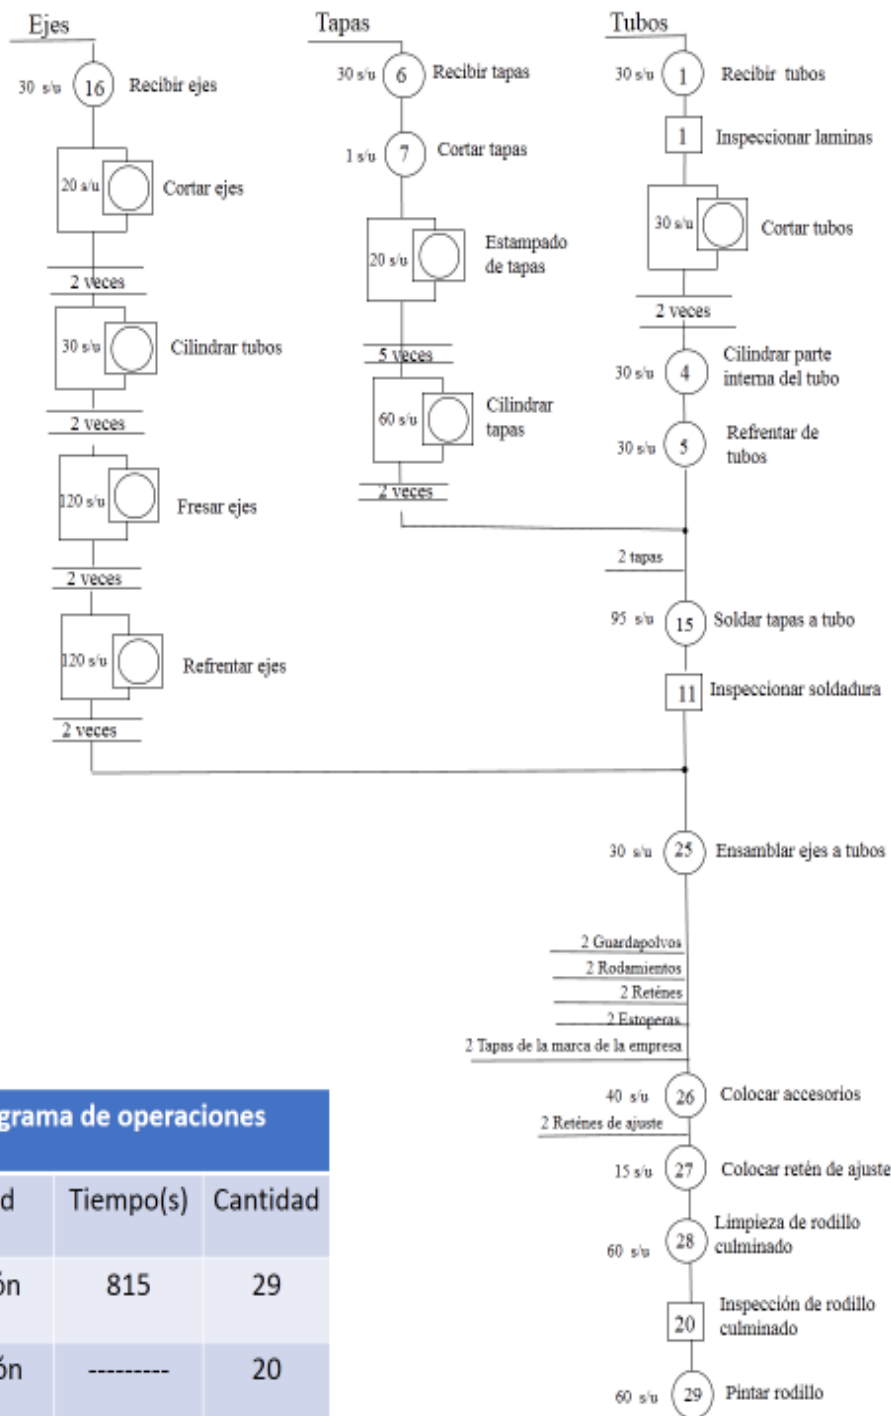 Ejes
30 s/u
16
Recibir ejes
20 s/u
Cortar ejes
2 veces
30 s/u
Cilindrar tubos
2 veces
120 s/u
Fresar ejes
2 veces
120 s/u
Refrentar ejes
2 veces
Tapas
30 s/u
6
Recibir tapas
1 s/u
7
Cortar tapas
20 s/u
Estampado
de tapas
5 veces
60 s/u
Cilindrar
tapas
2 veces
Tubos
30 s/u
1
Recibir tubos
1
Inspeccionar laminas
30 s/u
Cortar tubos
2 veces
30 s/u
4
Cilindrar parte
interna del tubo
30 s/u
5
Refrentar de
tubos
2 tapas
95 s/u
15
Soldar tapas a tubo
11
Inspeccionar soldadura
30 s/u
25
Ensamblar ejes a tubos
2 Guardapolvos
2 Rodamientos
2 Reténes
2 Estoperas
2 Tapas de la marca de la empresa
40 s/u
26
Colocar accesorios
2 Reténes de ajuste
15 s/u
27
Colocar retén de ajuste
60 s/u
28
Limpieza de rodillo
culminado
20
Inspección de rodillo
culminado
60 s/u
29
Pintar rodillo
grama de operaciones
d Tiempo(s) Cantidad
ón 815 29
ón --------- 20